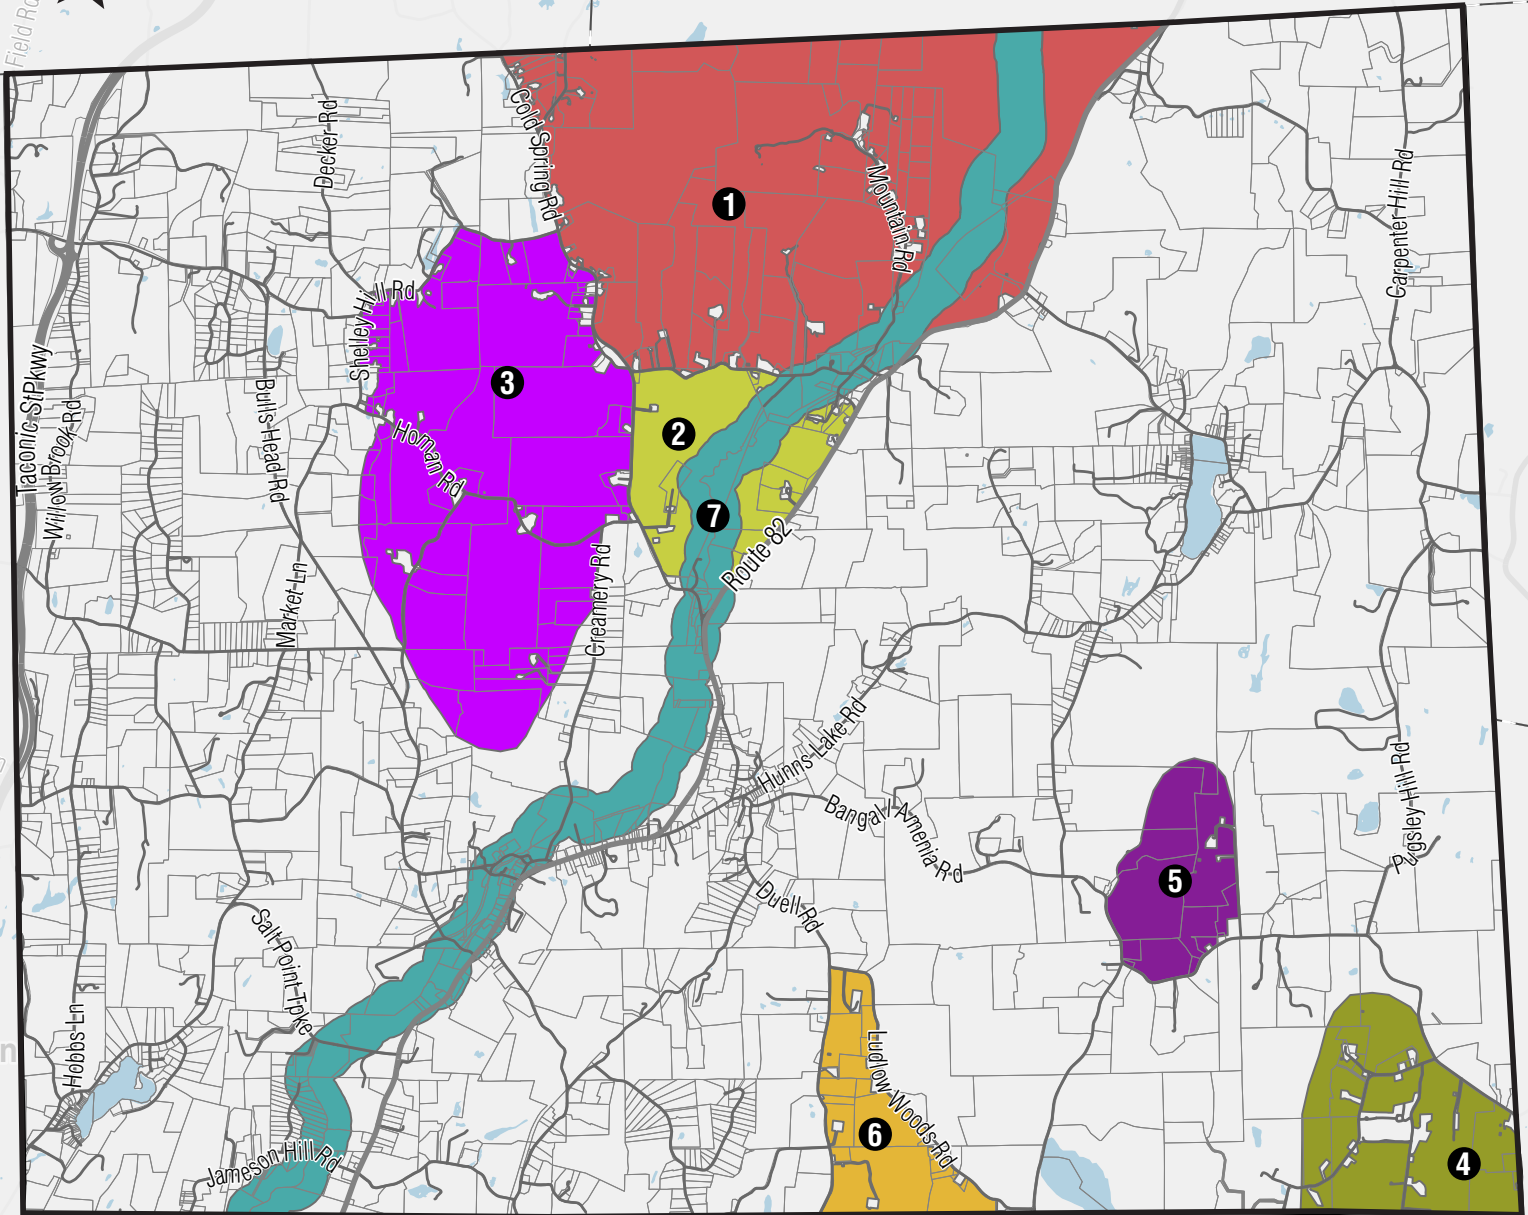 Field Rd
Decker Rd
Cold Spring Rd
1
Mountain Rd
Carpenter Hill Rd
Shelley Hill Rd
3
Taconic St Pkwy
Willow Brook Rd
Bulls Head Rd
Homan Rd
2
7
Route 82
Market Ln
Creamery Rd
Hunns Lake Rd
Bangall Amenia Rd
Pugsley Hill Rd
5
Duell Rd
Salt Point Tpke
Hobbs Ln
n
Ludlow Woods Rd
6
4
Jameson Hill Rd